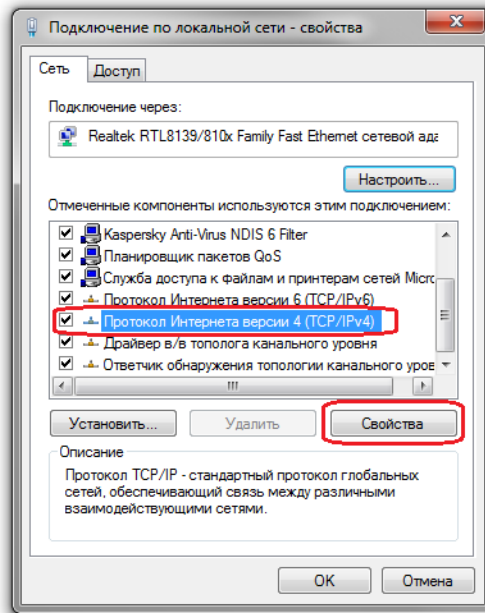 Подключение по локальной сети - свойства
Сеть
Доступ
Подключение через:
Realtek RTL8139/810x Family Fast Ethernet сетевой ада
Настроить...
Отмеченные компоненты используются этим подключением:
Kaspersky Anti-Virus NDIS 6 Filter
Планировщик пакетов QoS
Служба доступа к файлам и принтерам сетей Micro
Протокол Интернета версии 6 (TCP/IPv6)
Протокол Интернета версии 4 (TCP/IPv4)
Драйвер в/в тополога канального уровня
Ответчик обнаружения топологии канального уров
Установить...
Удалить
Свойства
Описание
Протокол TCP/IP - стандартный протокол глобальных
сетей, обеспечивающий связь между различными
взаимодействующими сетями.
OK
Отмена